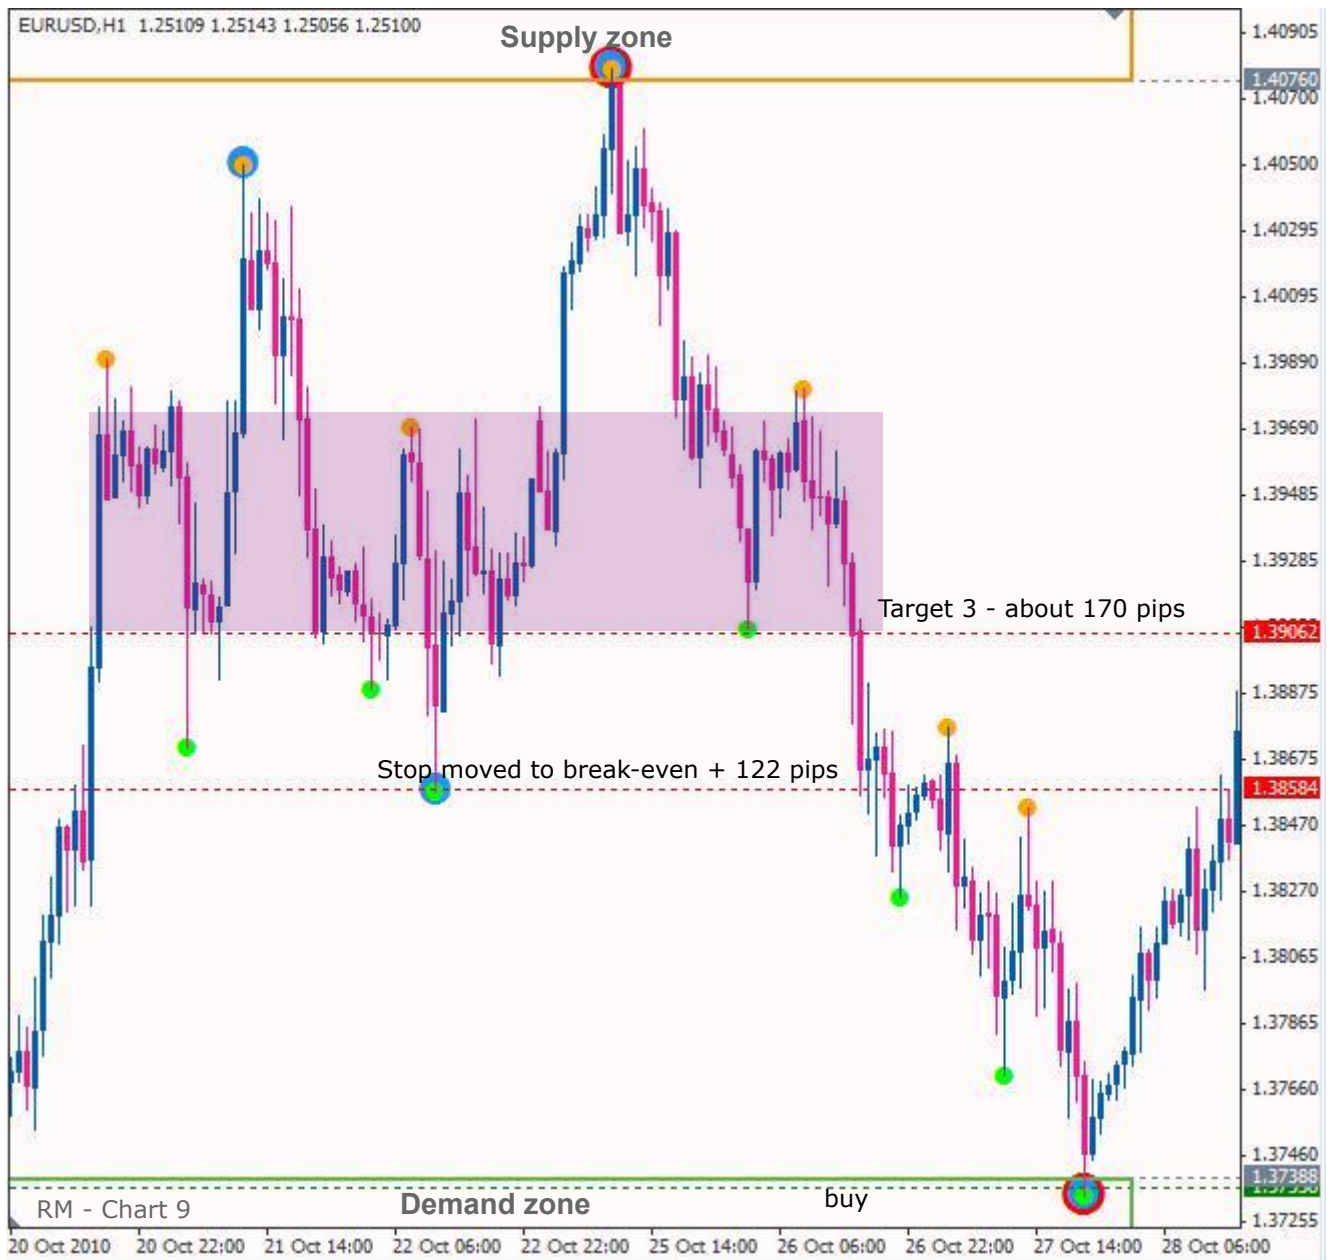 EURUSD,H1 1.25109 1.25143 1.25056 1.25100
Supply zone
1.40905
1.40760
1.40700
1.40500
1.40295
1.40095
1.39890
1.39690
1.39485
1.39285
Target 3 - about 170 pips
1.39062
1.38875
1.38675
Stop moved to break-even + 122 pips
1.38584
1.38470
1.38270
1.38065
1.37865
1.37660
1.37460
1.37388
Demand zone
buy
RM - Chart 9
1.37255
20 Oct 2010 20 Oct 22:00 21 Oct 14:00 22 Oct 06:00 22 Oct 22:00 25 Oct 14:00 26 Oct 06:00 26 Oct 22:00 27 Oct 14:00 28 Oct 06:00